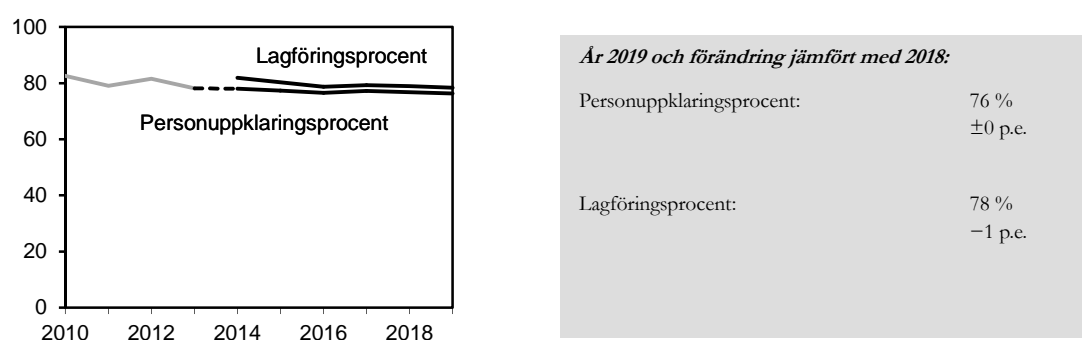 100
80
60
40
20
0
2010 2012 2014 2016 2018
Lagföringsprocent
Personuppklaringsprocent
År 2019 och förändring jämfört med 2018:
Personuppklaringsprocent: 76 %
±0 p.e.
Lagföringsprocent: 78 %
−1 p.e.